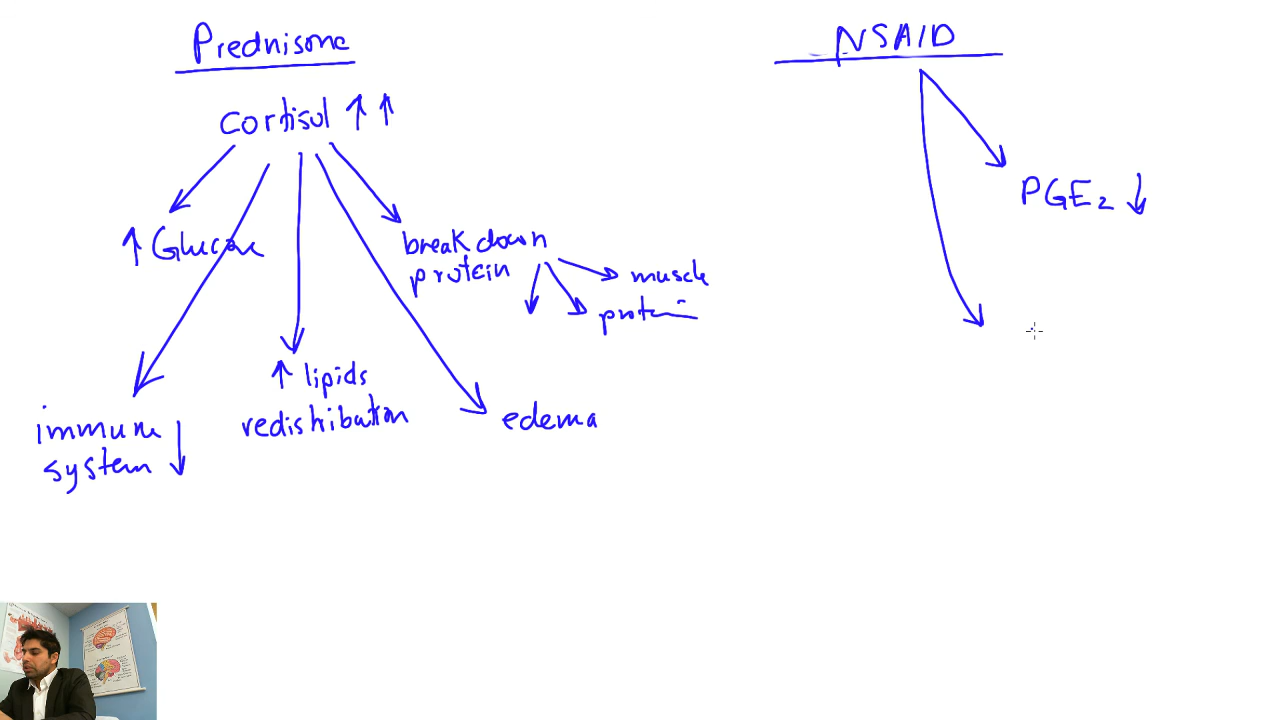 Prednisone
Cortisol ↑ ↑
↑ Glucose
break down
protein
muscle
protein
immune
system ↓
↑ lipids
redistribution
edema
NSAID
PGE₂ ↓